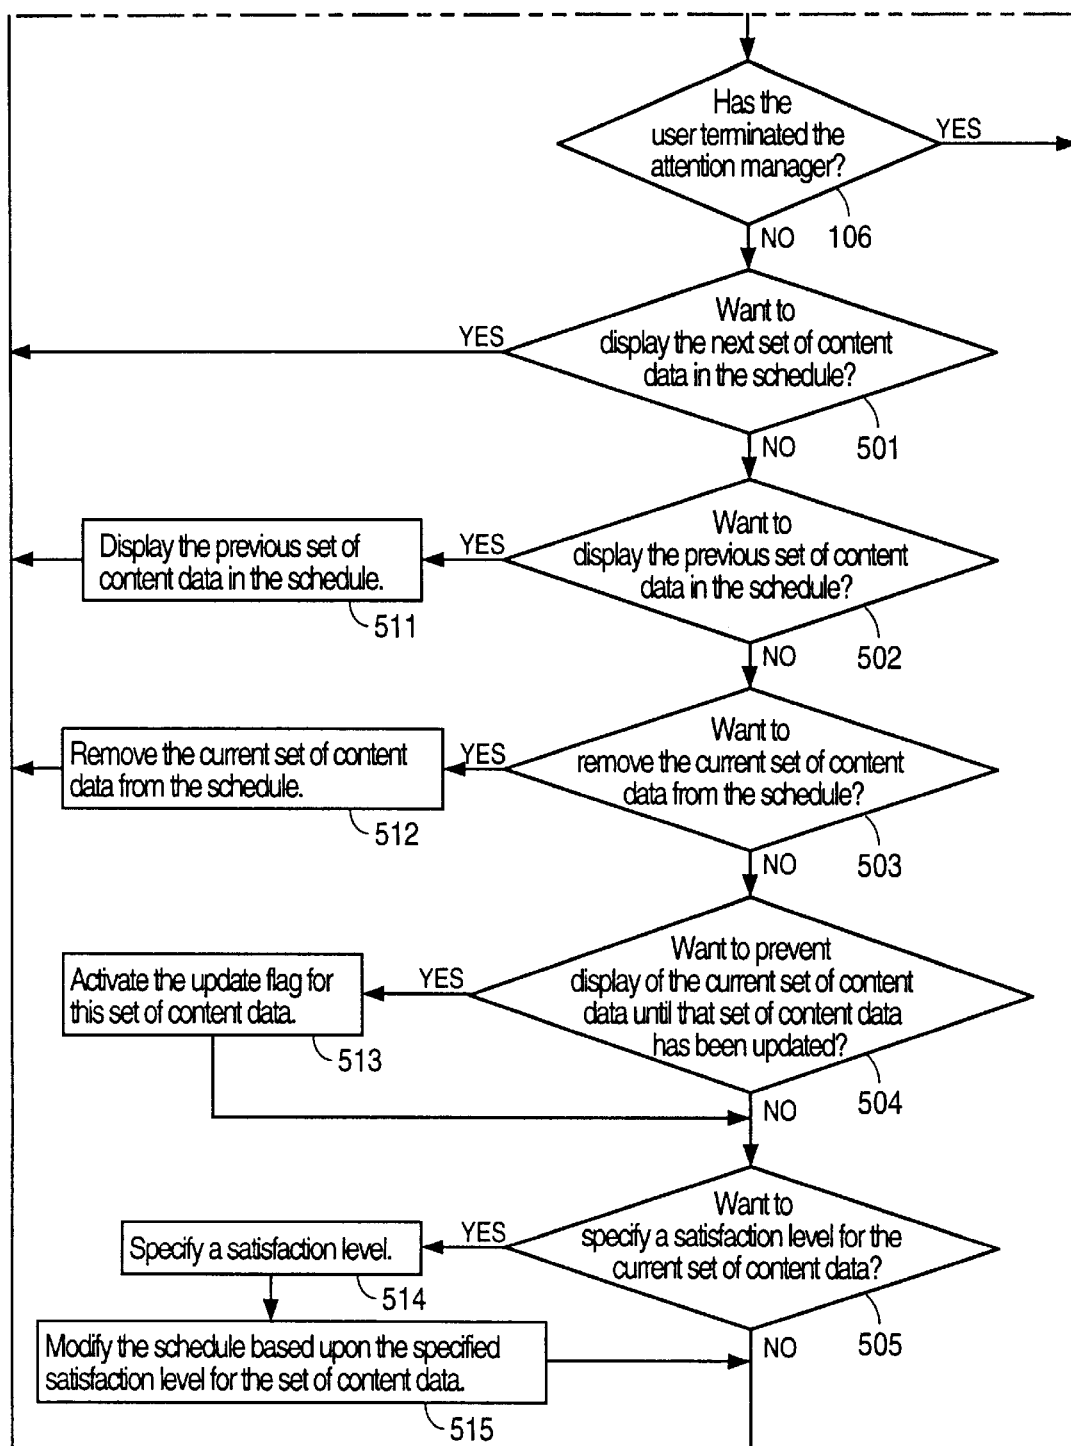 Has the
user terminated the
attention manager?
YES
NO
106
Want to
display the next set of content
data in the schedule?
YES
NO
501
Want to
display the previous set of content
data in the schedule?
YES
Display the previous set of
content data in the schedule.
511
NO
502
Want to
remove the current set of content
data from the schedule?
YES
Remove the current set of content
data from the schedule.
512
NO
503
Want to prevent
display of the current set of content
data until that set of content data
has been updated?
YES
Activate the update flag for
this set of content data.
513
NO
504
Want to
specify a satisfaction level for the
current set of content data?
YES
Specify a satisfaction level.
514
NO
505
Modify the schedule based upon the specified
satisfaction level for the set of content data.
515